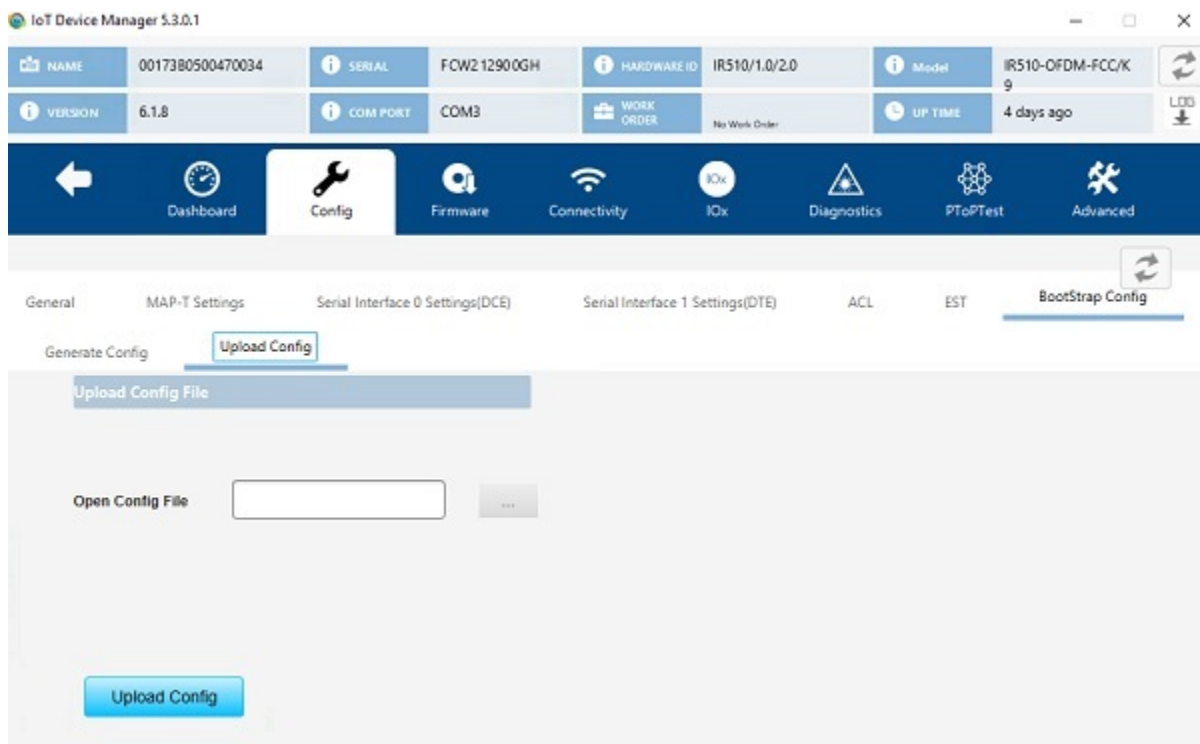 IoT Device Manager 5.3.0.1
NAME 0017380500470034 SERIAL FCW212900GH HARDWARE ID IR510/1.0/2.0 Model IR510-OFDM-FCC/K
9
VERSION 6.1.8 COM PORT COM3 WORK ORDER No Work Order UP TIME 4 days ago
LOG
IOx
Dashboard Config Firmware Connectivity IOx Diagnostics PToPTest Advanced
General MAP-T Settings Serial Interface 0 Settings(DCE) Serial Interface 1 Settings(DTE) ACL EST BootStrap Config
Generate Config Upload Config
Upload Config File
Open Config File ...
Upload Config